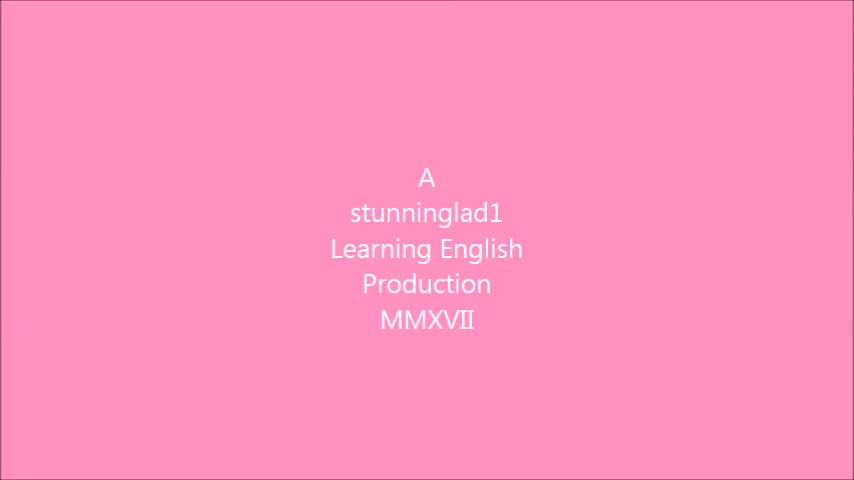 A
stunninglad1
Learning English
Production
MMXVII